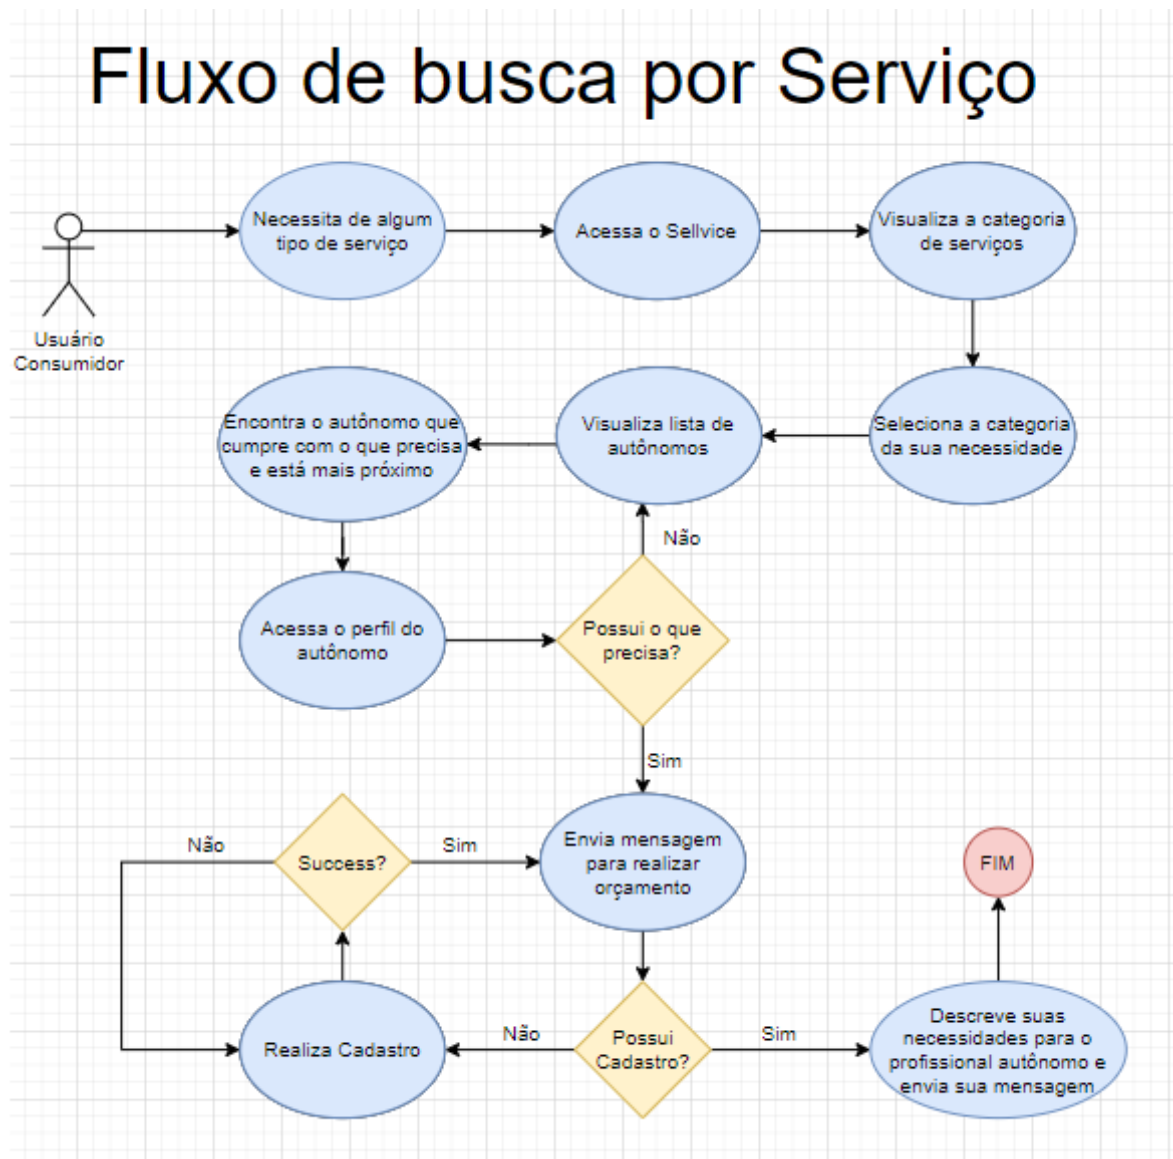 Fluxo de busca por Serviço
Necessita de algum
tipo de serviço
Acessa o Sellvice
Visualiza a categoria
de serviços
Usuário
Consumidor
Encontra o autônomo que
cumpre com o que precisa
e está mais próximo
Visualiza lista de
autônomos
Seleciona a categoria
da sua necessidade
Não
Acessa o perfil do
autônomo
Possui o que
precisa?
Sim
Não
Success?
Sim
Envia mensagem
para realizar
orçamento
FIM
Realiza Cadastro
Não
Possui
Cadastro?
Sim
Descreve suas
necessidades para o
profissional autônomo e
envia sua mensagem